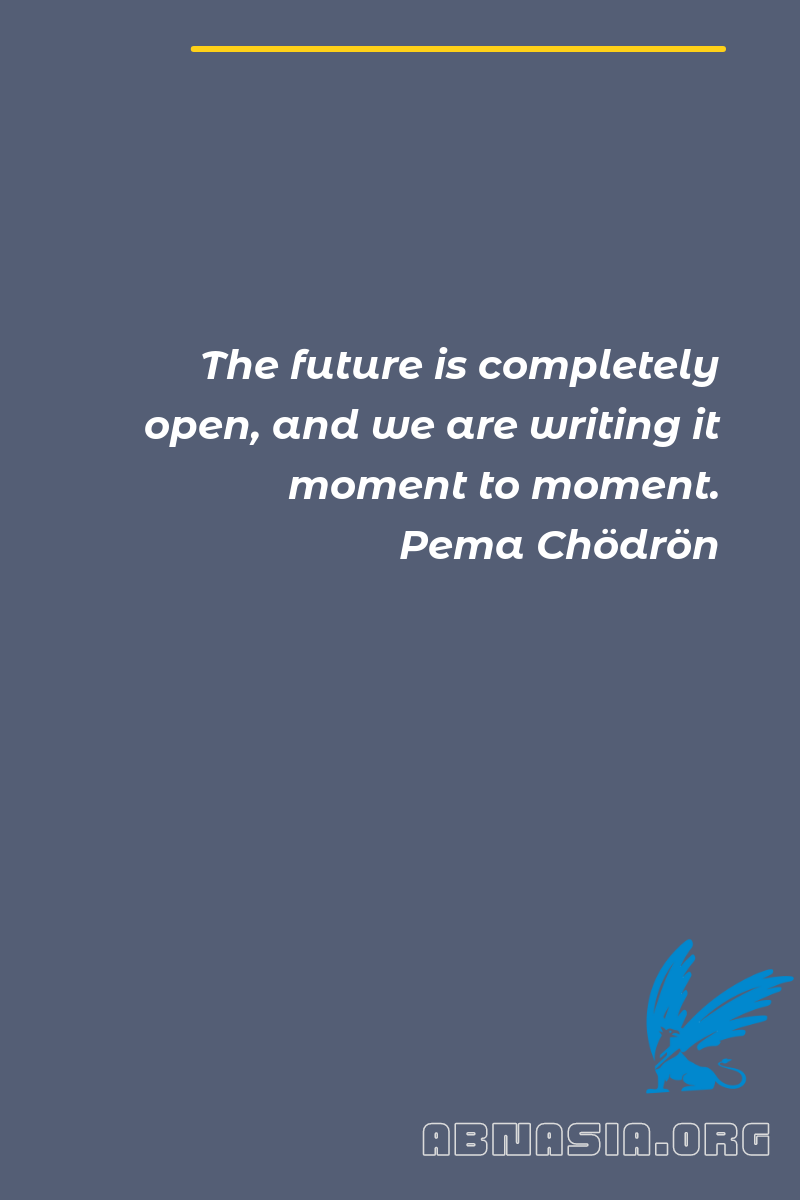 The future is completely
open, and we are writing it
moment to moment.
Pema Chödrön
ABNASIA.ORG